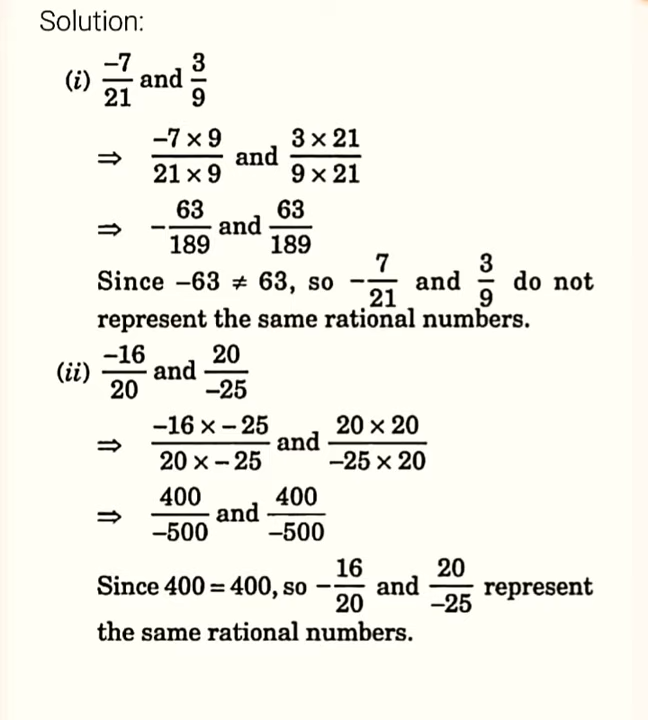 Solution:
(i) −7/21 and 3/9
⇒ −7 × 9/21 × 9 and 3 × 21/9 × 21
⇒ −63/189 and 63/189
Since −63 ≠ 63, so −7/21 and 3/9 do not
represent the same rational numbers.
(ii) −16/20 and 20/−25
⇒ −16 × − 25/20 × − 25 and 20 × 20/−25 × 20
⇒ 400/−500 and 400/−500
Since 400 = 400, so −16/20 and 20/−25 represent
the same rational numbers.